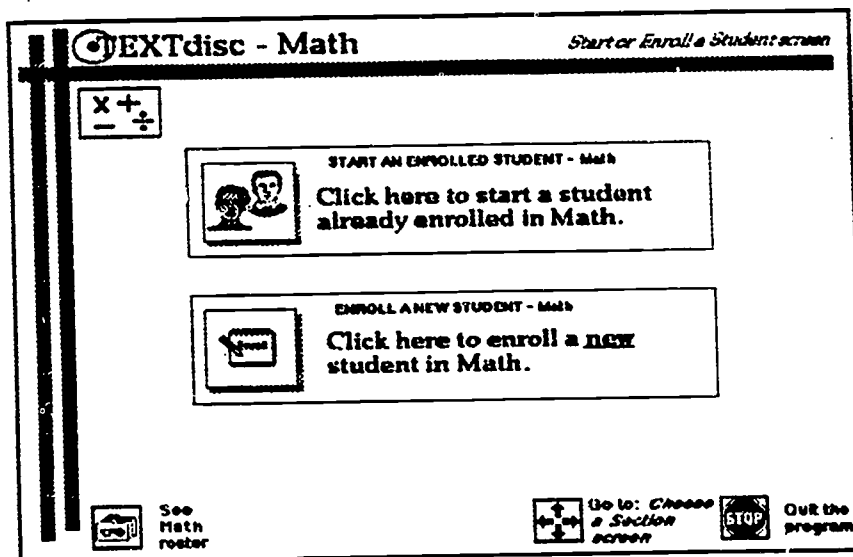 TEXTdisc - Math
Start or Enroll a Student screen
START AN ENROLLED STUDENT - Math
Click here to start a student
already enrolled in Math.
ENROLL A NEW STUDENT - Math
Click here to enroll a new
student in Math.
See
Math
roster
Go to: Choose
a Section
screen
STOP
Quit the
program